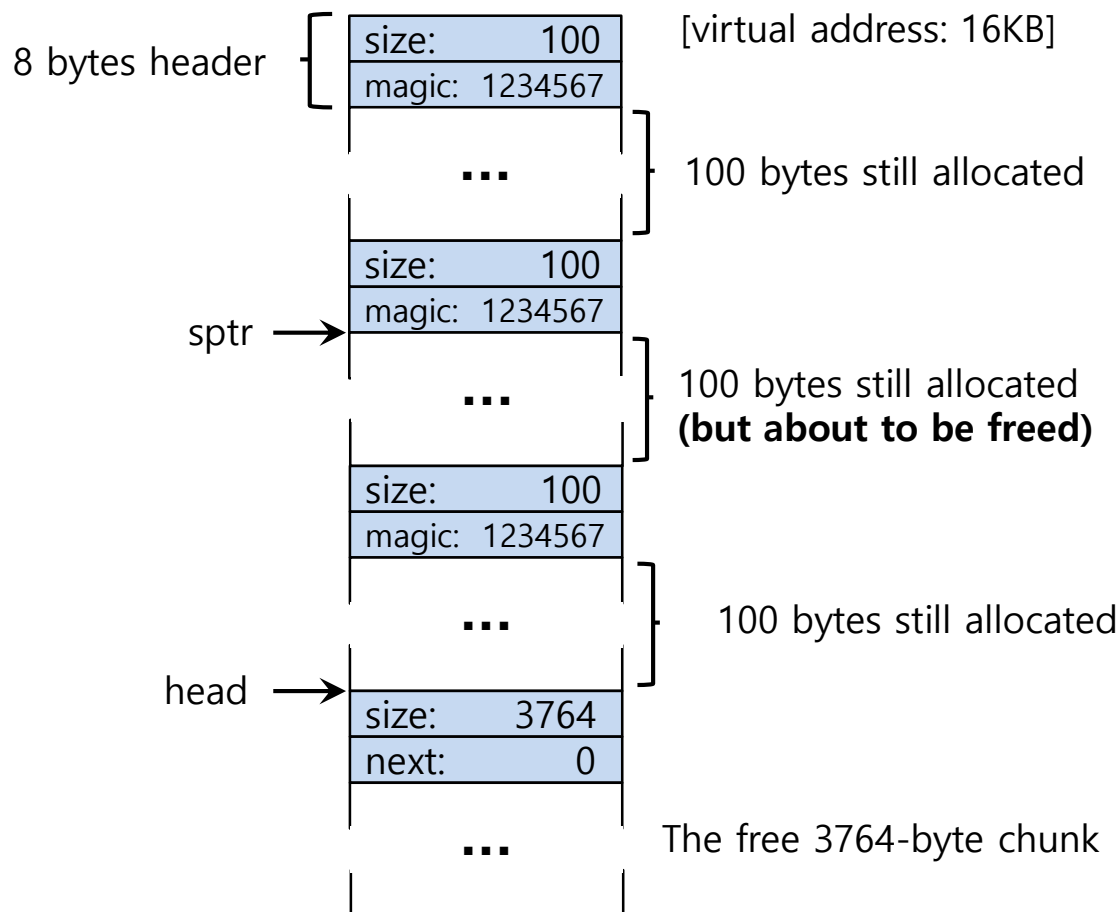 [virtual address: 16KB]
size: 100
8 bytes header
magic: 1234567
...
100 bytes still allocated
size: 100
magic: 1234567
sptr
...
100 bytes still allocated
(but about to be freed)
size: 100
magic: 1234567
...
100 bytes still allocated
head
size: 3764
next: 0
...
The free 3764-byte chunk